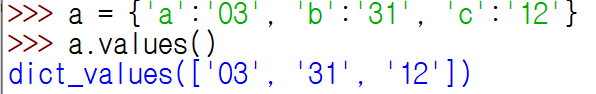 >>> a = {'a':'03', 'b':'31', 'c':'12'}
>>> a.values()
dict_values(['03', '31', '12'])